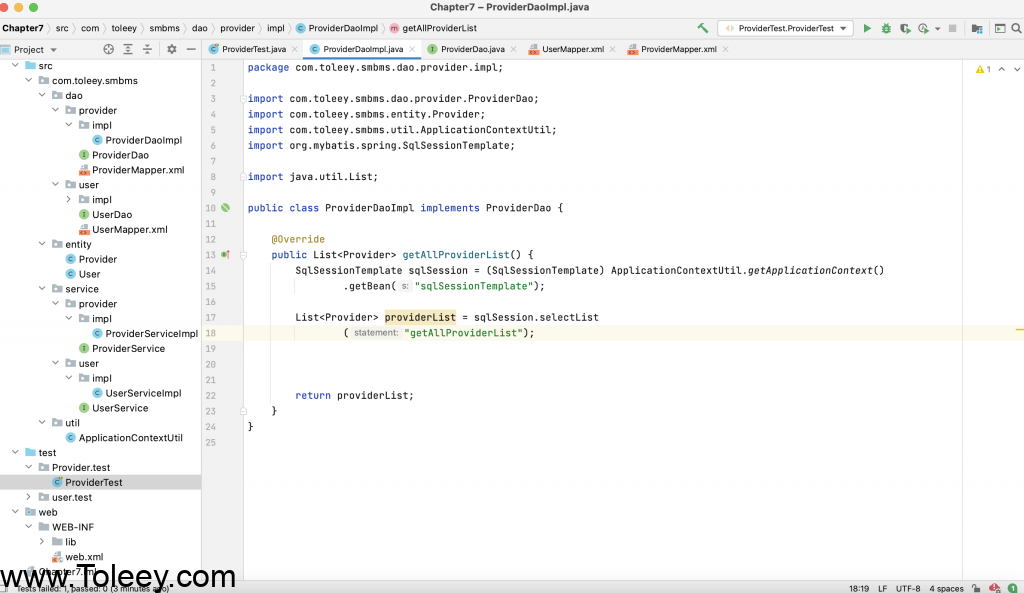 Chapter7 – ProviderDaoImpl.java
Chapter7 › src › com › toleey › smbms › dao › provider › impl › ProviderDaoImpl › getAllProviderList
ProviderTest.ProviderTest
Project
ProviderTest.java ProviderDaoImpl.java ProviderDao.java UserMapper.xml ProviderMapper.xml
src
com.toleey.smbms
dao
provider
impl
ProviderDaoImpl
ProviderDao
ProviderMapper.xml
user
impl
UserDao
UserMapper.xml
entity
Provider
User
service
provider
impl
ProviderServiceImpl
ProviderService
user
impl
UserServiceImpl
UserService
util
ApplicationContextUtil
test
Provider.test
ProviderTest
user.test
web
WEB-INF
lib
web.xml
Chapter7.iml
1 package com.toleey.smbms.dao.provider.impl;
2
3 import com.toleey.smbms.dao.provider.ProviderDao;
4 import com.toleey.smbms.entity.Provider;
5 import com.toleey.smbms.util.ApplicationContextUtil;
6 import org.mybatis.spring.SqlSessionTemplate;
7
8 import java.util.List;
9
10 public class ProviderDaoImpl implements ProviderDao {
11
12 @Override
13 public List<Provider> getAllProviderList() {
14 SqlSessionTemplate sqlSession = (SqlSessionTemplate) ApplicationContextUtil.getApplicationContext()
15 .getBean( s: "sqlSessionTemplate");
16
17 List<Provider> providerList = sqlSession.selectList
18 ( statement: "getAllProviderList");
19
20
21
22 return providerList;
23 }
24 }
25
1
www.Toleey.com
Tests failed: 1, passed: 0 (3 minutes ago)
18:19 LF UTF-8 4 spaces
1